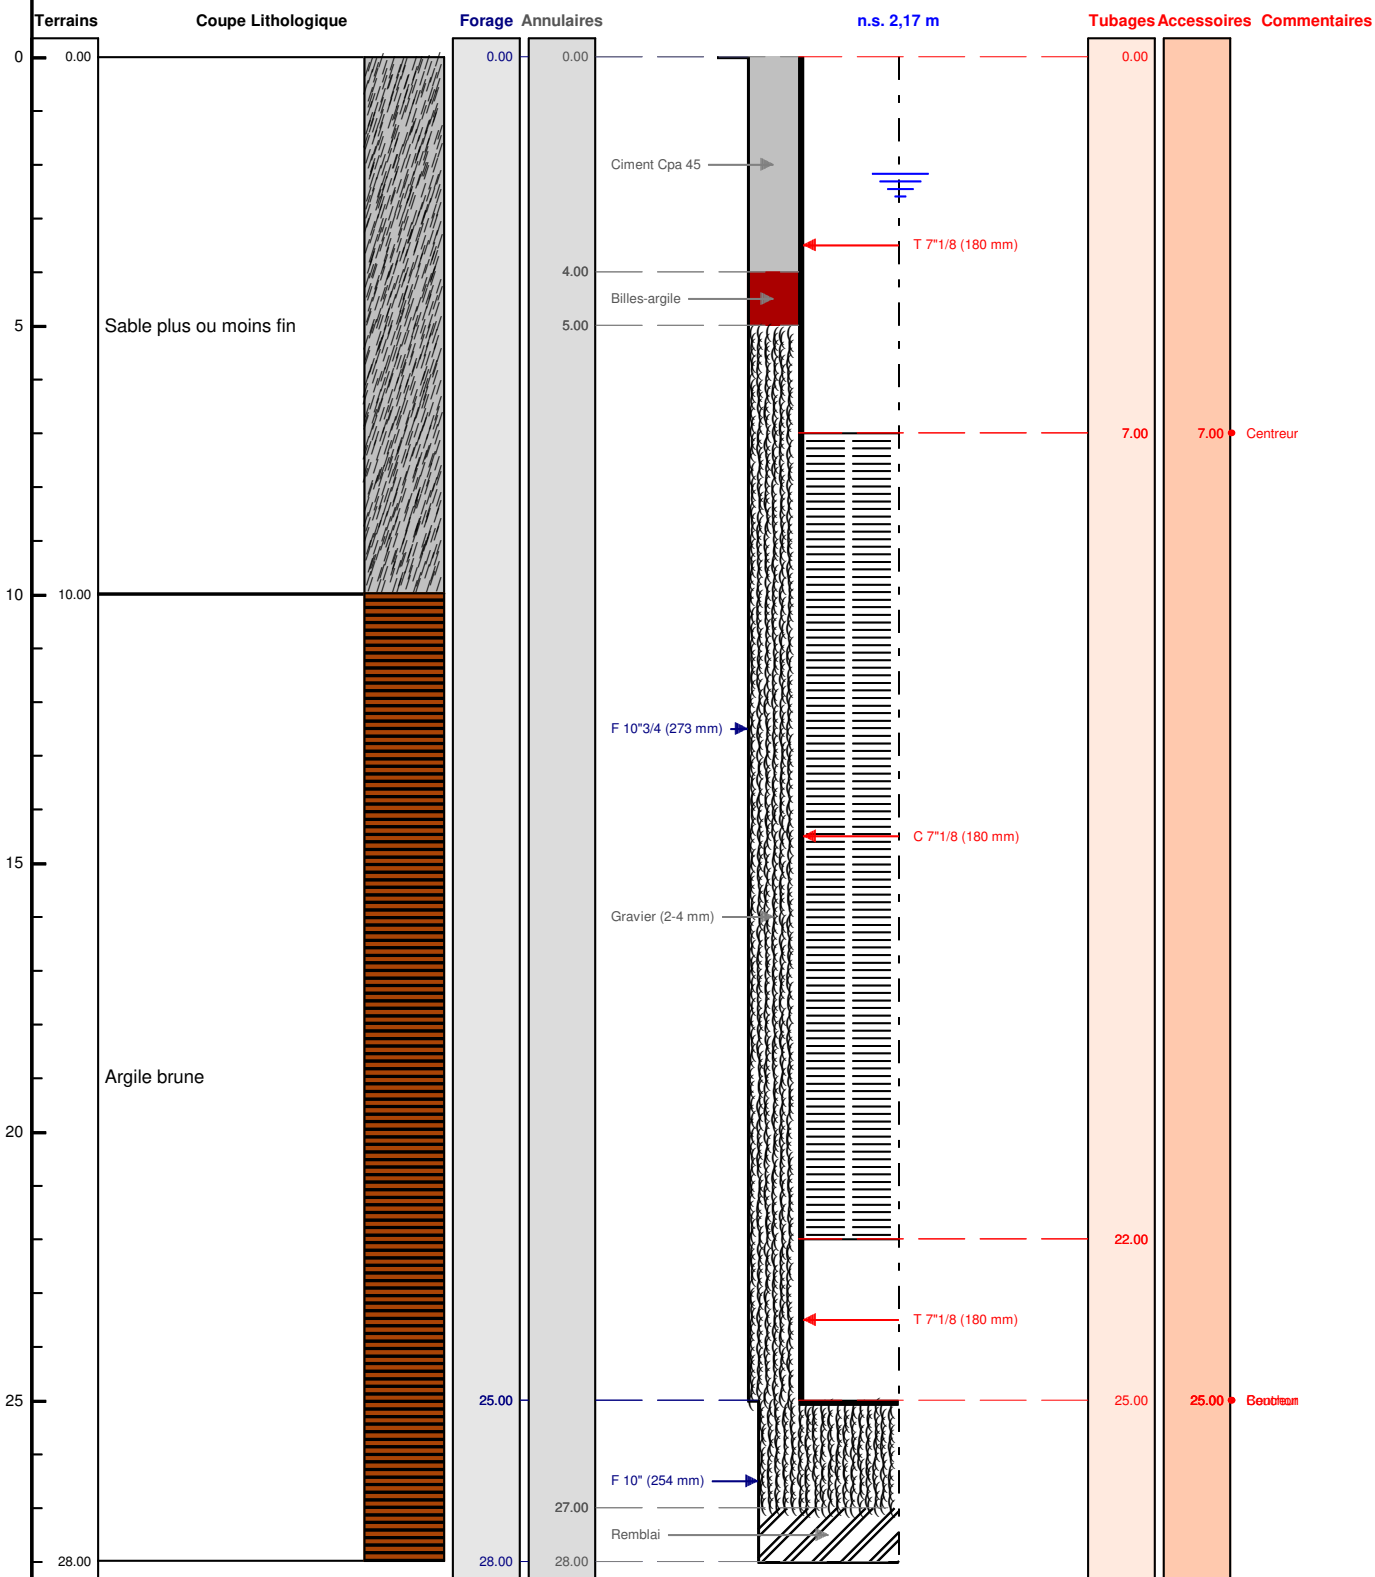 Terrains Coupe Lithologique Forage Annulaires n.s. 2,17 m Tubages Accessoires Commentaires
0 0.00 0.00 0.00 0.00
Ciment Cpa 45
T 7"1/8 (180 mm)
4.00
Billes-argile
5 Sable plus ou moins fin 5.00
7.00 7.00 Centreur
10 10.00
F 10"3/4 (273 mm)
C 7"1/8 (180 mm)
15
Gravier (2-4 mm)
Argile brune
20
22.00
T 7"1/8 (180 mm)
25 25.00 25.00 25.00
F 10" (254 mm)
27.00
Remblai
28.00 28.00 28.00